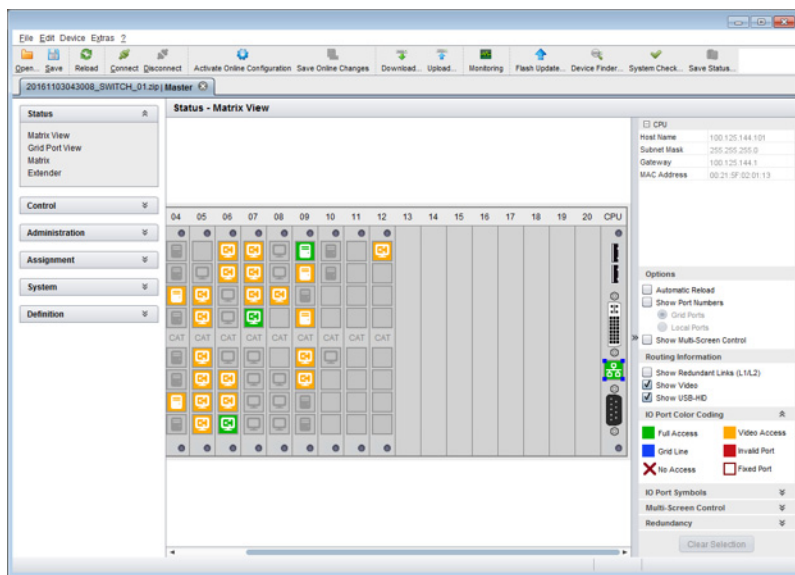 File Edit Device Extras ?
Open... Save Reload Connect Disconnect Activate Online Configuration Save Online Changes Download... Upload... Monitoring Flash Update... Device Finder... System Check... Save Status...
20161103043008_SWITCH_01.zip | Master
Status
Matrix View
Grid Port View
Matrix
Extender
Control
Administration
Assignment
System
Definition
Status - Matrix View
04 05 06 07 08 09 10 11 12 13 14 15 16 17 18 19 20 CPU
CAT CAT CAT CAT CAT CAT CAT CAT CAT
CPU
Host Name 100.125.144.101
Subnet Mask 255.255.255.0
Gateway 100.125.144.1
MAC Address 00:21:5F:02:01:13
Options
Automatic Reload
Show Port Numbers
Grid Ports
Local Ports
Show Multi-Screen Control
Routing Information
Show Redundant Links (L1/L2)
Show Video
Show USB-HID
IO Port Color Coding
Full Access Video Access
Grid Line Invalid Port
No Access Fixed Port
IO Port Symbols
Multi-Screen Control
Redundancy
Clear Selection